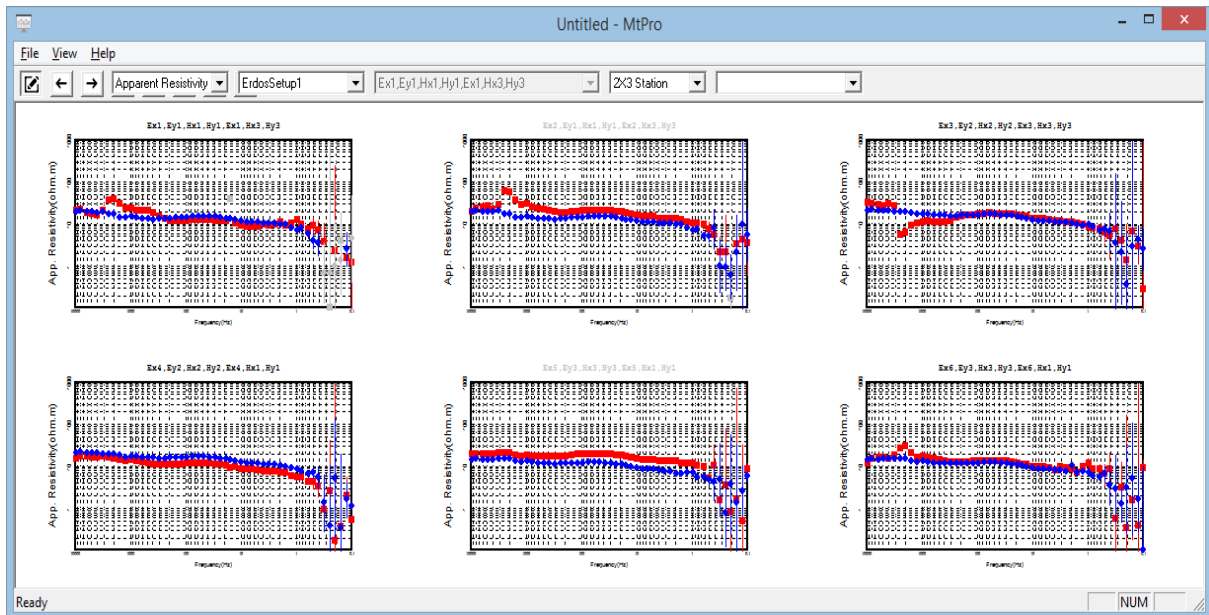 Untitled - MtPro
File View Help
Apparent Resistivity ErdosSetup1 Ex1,Ey1,Hx1,Hy1,Ex1,Hx3,Hy3 2X3 Station
Ex1,Ey1,Hx1,Hy1,Ex1,Hx3,Hy3
App. Resistivity(ohm.m)
Frequency(Hz)
Ex2,Ey1,Hx1,Hy1,Ex2,Hx3,Hy3
App. Resistivity(ohm.m)
Frequency(Hz)
Ex3,Ey2,Hx2,Hy2,Ex3,Hx3,Hy3
App. Resistivity(ohm.m)
Frequency(Hz)
Ex4,Ey2,Hx2,Hy2,Ex4,Hx1,Hy1
App. Resistivity(ohm.m)
Frequency(Hz)
Ex5,Ey3,Hx3,Hy3,Ex5,Hx1,Hy1
App. Resistivity(ohm.m)
Frequency(Hz)
Ex6,Ey3,Hx3,Hy3,Ex6,Hx1,Hy1
App. Resistivity(ohm.m)
Frequency(Hz)
Ready NUM